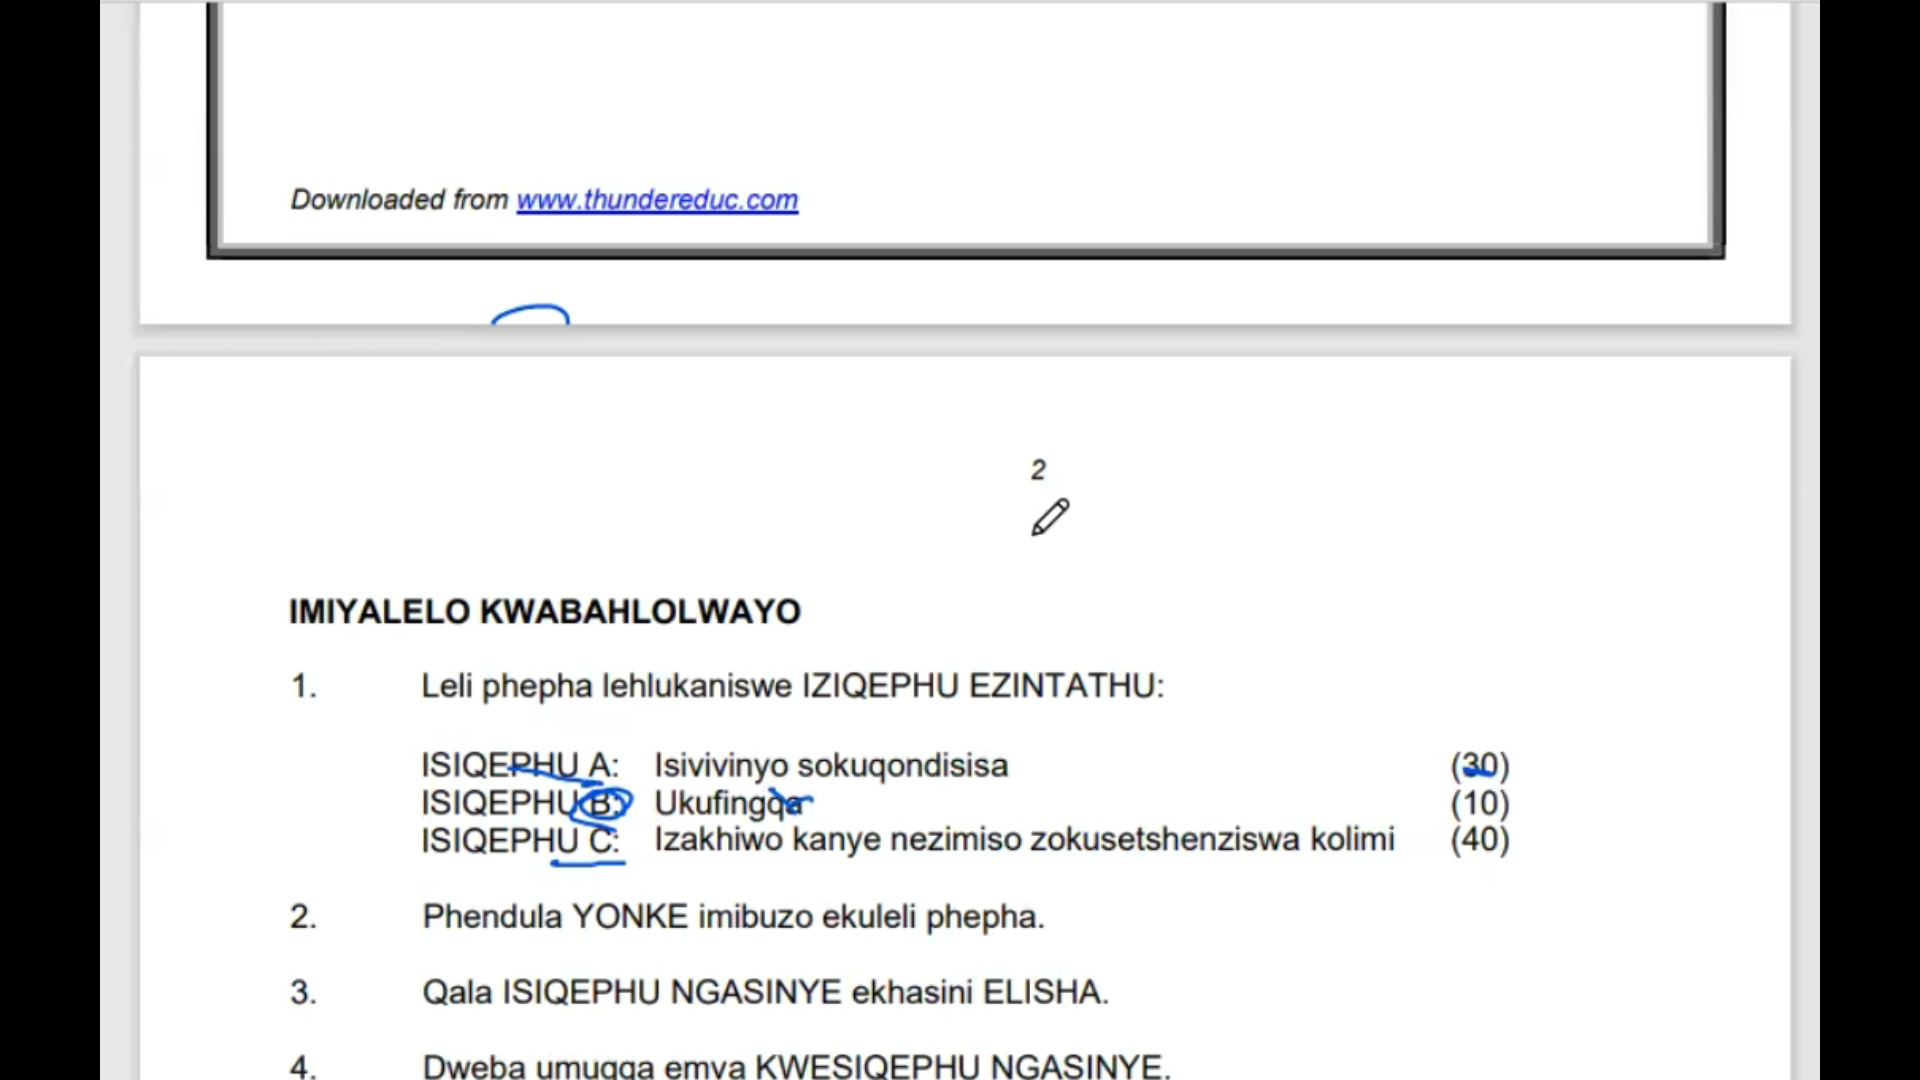 Downloaded from www.thundereduc.com
2
IMIYALELO KWABAHLOLWAYO
1. Leli phepha lehlukaniswe IZIQEPHU EZINTATHU:
ISIQEPHU A: Isivivinyo sokuqondisisa (30)
ISIQEPHU B: Ukufingqa (10)
ISIQEPHU C: Izakhiwo kanye nezimiso zokusetshenziswa kolimi (40)
2. Phendula YONKE imibuzo ekuleli phepha.
3. Qala ISIQEPHU NGASINYE ekhasini ELISHA.
4. Dweba umugqa emva KWESIQEPHU NGASINYE.